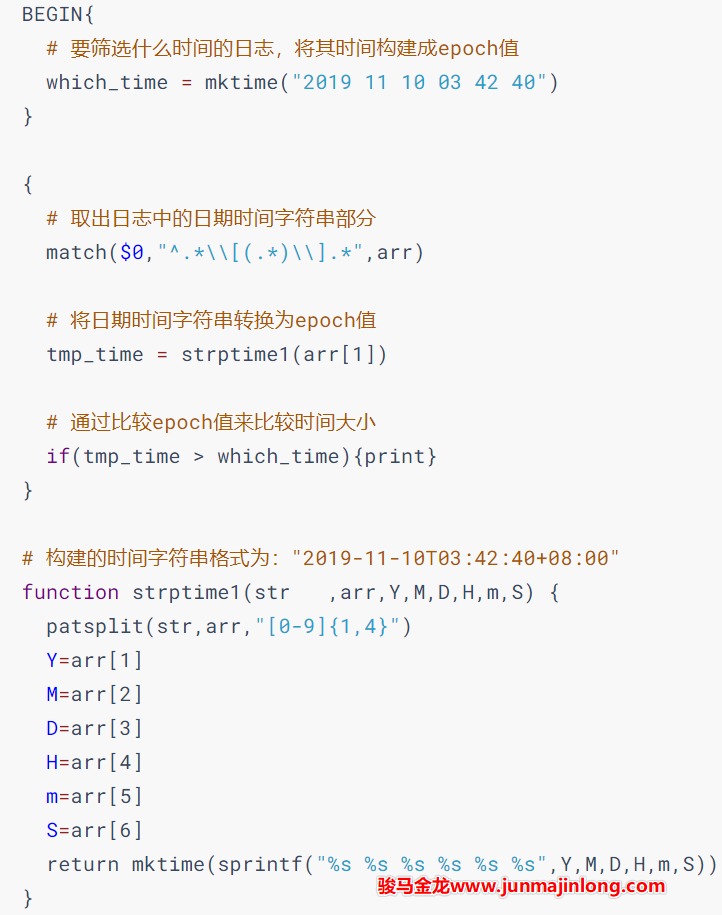 BEGIN{
  # 要筛选什么时间的日志，将其时间构建成epoch值
  which_time = mktime("2019 11 10 03 42 40")
}

{
  # 取出日志中的日期时间字符串部分
  match($0,"^.*\\[(.*)\\].*",arr)

  # 将日期时间字符串转换为epoch值
  tmp_time = strptime1(arr[1])

  # 通过比较epoch值来比较时间大小
  if(tmp_time > which_time){print}
}

# 构建的时间字符串格式为："2019-11-10T03:42:40+08:00"
function strptime1(str   ,arr,Y,M,D,H,m,S) {
  patsplit(str,arr,"[0-9]{1,4}")
  Y=arr[1]
  M=arr[2]
  D=arr[3]
  H=arr[4]
  m=arr[5]
  S=arr[6]
  return mktime(sprintf("%s %s %s %s %s %s",Y,M,D,H,m,S))
}
骏马金龙www.junmajinlong.com